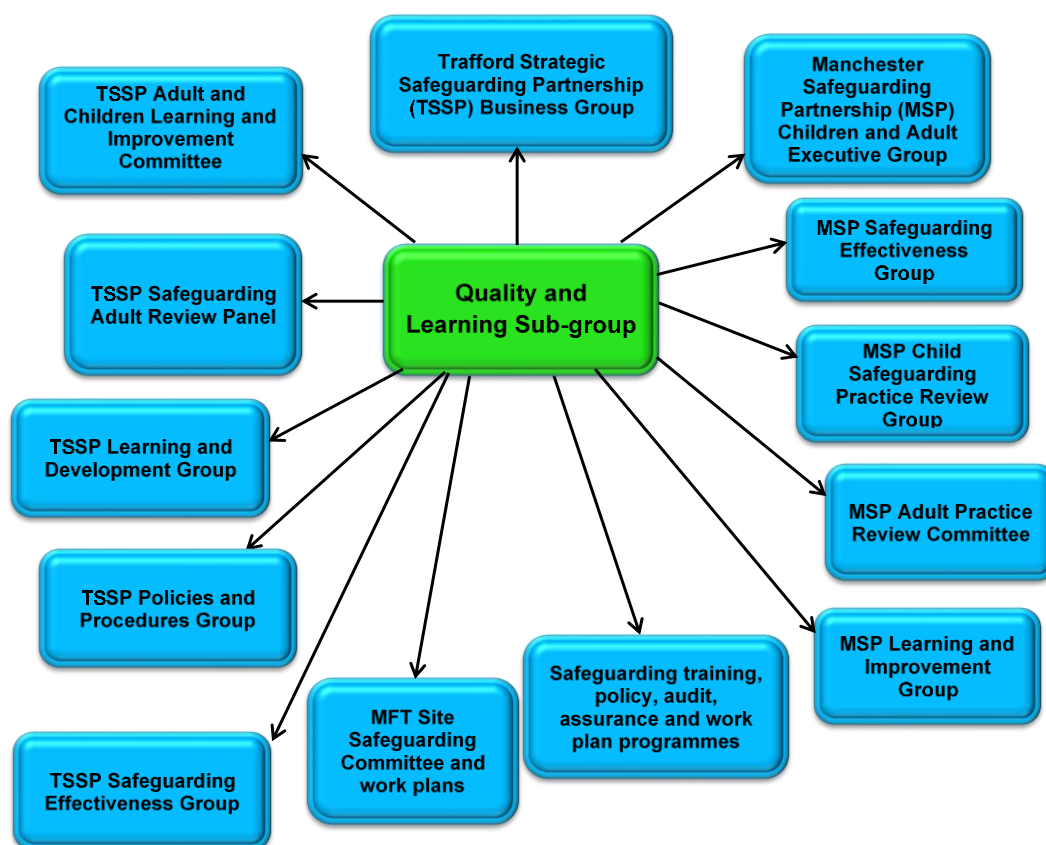 Trafford Strategic
Safeguarding Partnership
(TSSP) Business Group
Manchester
Safeguarding
Partnership (MSP)
Children and Adult
Executive Group
TSSP Adult and
Children Learning and
Improvement
Committee
MSP Safeguarding
Effectiveness
Group
TSSP Safeguarding
Adult Review Panel
Quality and
Learning Sub-group
MSP Child
Safeguarding
Practice Review
Group
TSSP Learning and
Development Group
MSP Adult Practice
Review Committee
TSSP Policies and
Procedures Group
MSP Learning and
Improvement
Group
Safeguarding training,
policy, audit,
assurance and work
plan programmes
MFT Site
Safeguarding
Committee and
work plans
TSSP Safeguarding
Effectiveness Group